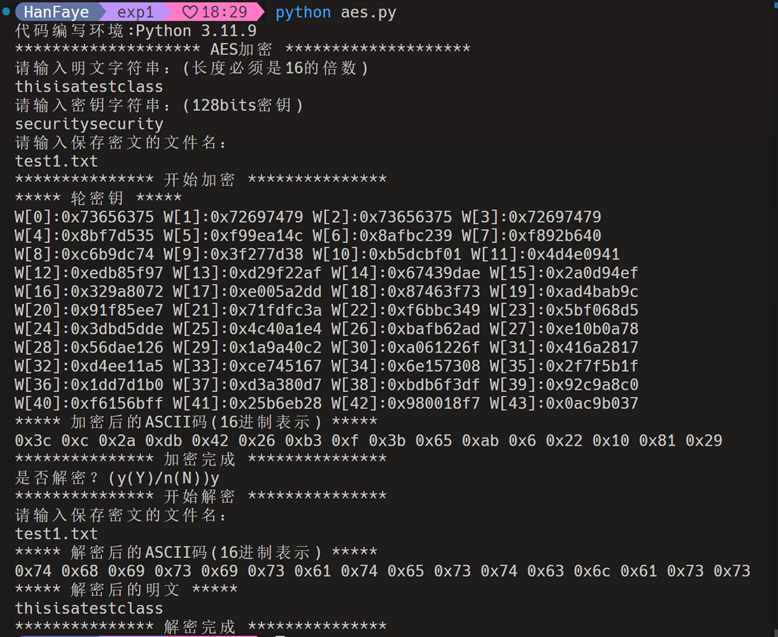 HanFaye exp1 ♡18:29 python aes.py
代码编写环境:Python 3.11.9
******************** AES加密 ********************
请输入明文字符串：(长度必须是16的倍数)
thisisatestclass
请输入密钥字符串：(128bits密钥)
securitysecurity
请输入保存密文的文件名：
test1.txt
*************** 开始加密 ***************
***** 轮密钥 *****
W[0]:0x73656375 W[1]:0x72697479 W[2]:0x73656375 W[3]:0x72697479
W[4]:0x8bf7d535 W[5]:0xf99ea14c W[6]:0x8afbc239 W[7]:0xf892b640
W[8]:0xc6b9dc74 W[9]:0x3f277d38 W[10]:0xb5dcbf01 W[11]:0x4d4e0941
W[12]:0xedb85f97 W[13]:0xd29f22af W[14]:0x67439dae W[15]:0x2a0d94ef
W[16]:0x329a8072 W[17]:0xe005a2dd W[18]:0x87463f73 W[19]:0xad4bab9c
W[20]:0x91f85ee7 W[21]:0x71fdfc3a W[22]:0xf6bbc349 W[23]:0x5bf068d5
W[24]:0x3dbd5dde W[25]:0x4c40a1e4 W[26]:0xbafb62ad W[27]:0xe10b0a78
W[28]:0x56dae126 W[29]:0x1a9a40c2 W[30]:0xa061226f W[31]:0x416a2817
W[32]:0xd4ee11a5 W[33]:0xce745167 W[34]:0x6e157308 W[35]:0x2f7f5b1f
W[36]:0x1dd7d1b0 W[37]:0xd3a380d7 W[38]:0xbdb6f3df W[39]:0x92c9a8c0
W[40]:0xf6156bff W[41]:0x25b6eb28 W[42]:0x980018f7 W[43]:0x0ac9b037
***** 加密后的ASCII码(16进制表示) *****
0x3c 0xc 0x2a 0xdb 0x42 0x26 0xb3 0xf 0x3b 0x65 0xab 0x6 0x22 0x10 0x81 0x29
*************** 加密完成 ***************
是否解密？(y(Y)/n(N))y
*************** 开始解密 ***************
请输入保存密文的文件名：
test1.txt
***** 解密后的ASCII码(16进制表示) *****
0x74 0x68 0x69 0x73 0x69 0x73 0x61 0x74 0x65 0x73 0x74 0x63 0x6c 0x61 0x73 0x73
***** 解密后的明文 *****
thisisatestclass
*************** 解密完成 ***************